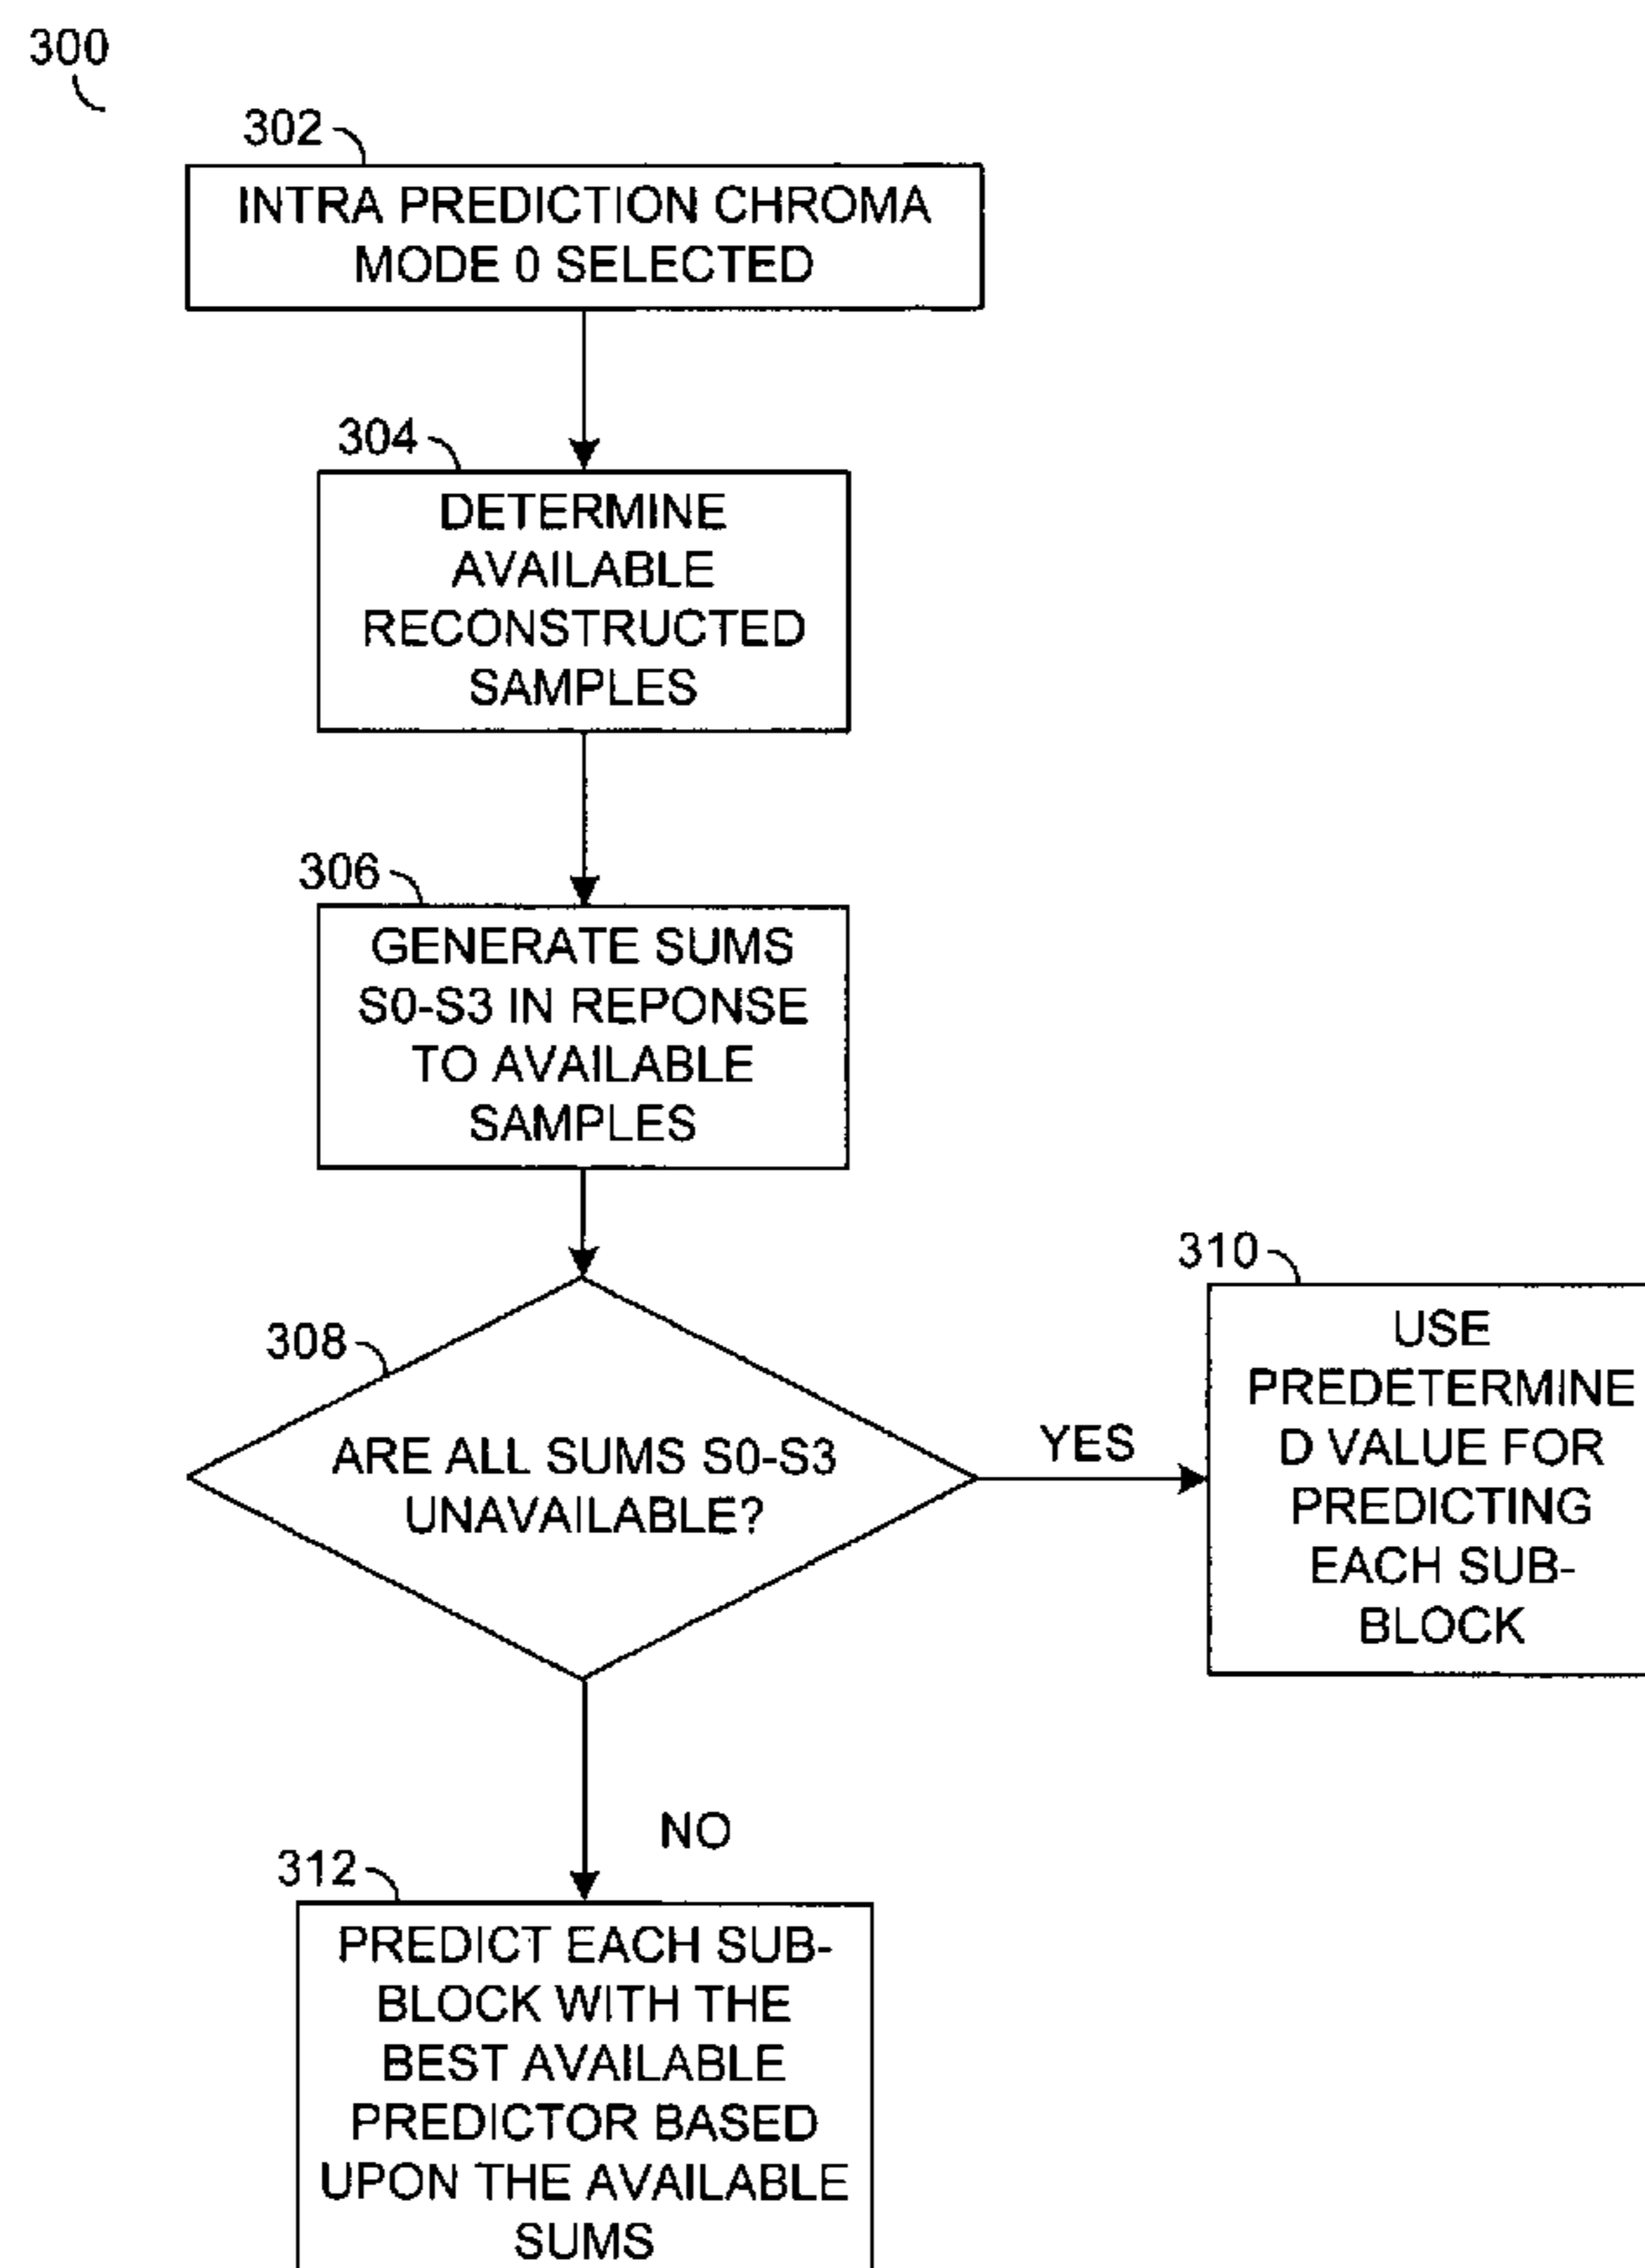 300
302
INTRA PREDICTION CHROMA
MODE 0 SELECTED
304
DETERMINE
AVAILABLE
RECONSTRUCTED
SAMPLES
306
GENERATE SUMS
S0-S3 IN REPONSE
TO AVAILABLE
SAMPLES
308
ARE ALL SUMS S0-S3
UNAVAILABLE?
YES
310
USE
PREDETERMINE
D VALUE FOR
PREDICTING
EACH SUB-
BLOCK
NO
312
PREDICT EACH SUB-
BLOCK WITH THE
BEST AVAILABLE
PREDICTOR BASED
UPON THE AVAILABLE
SUMS